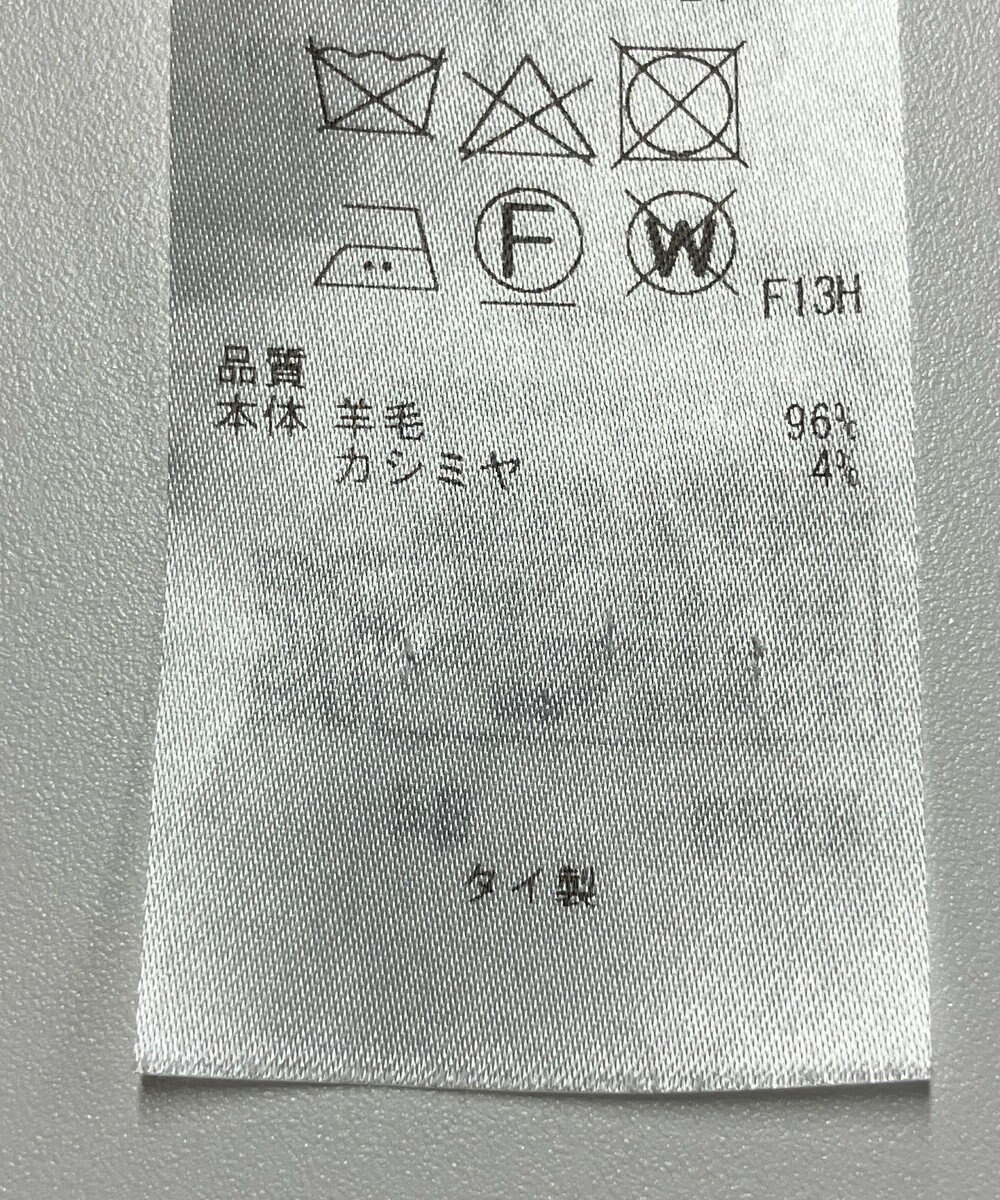 F W F13H
品質
本体 羊毛 96%
カシミヤ 4%
タイ製